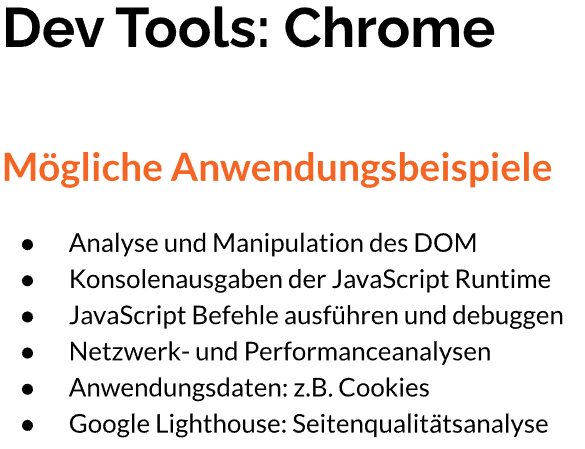 Dev Tools: Chrome
Mögliche Anwendungsbeispiele
● Analyse und Manipulation des DOM
● Konsolenausgaben der JavaScript Runtime
● JavaScript Befehle ausführen und debuggen
● Netzwerk- und Performanceanalysen
● Anwendungsdaten: z.B. Cookies
● Google Lighthouse: Seitenqualitätsanalyse